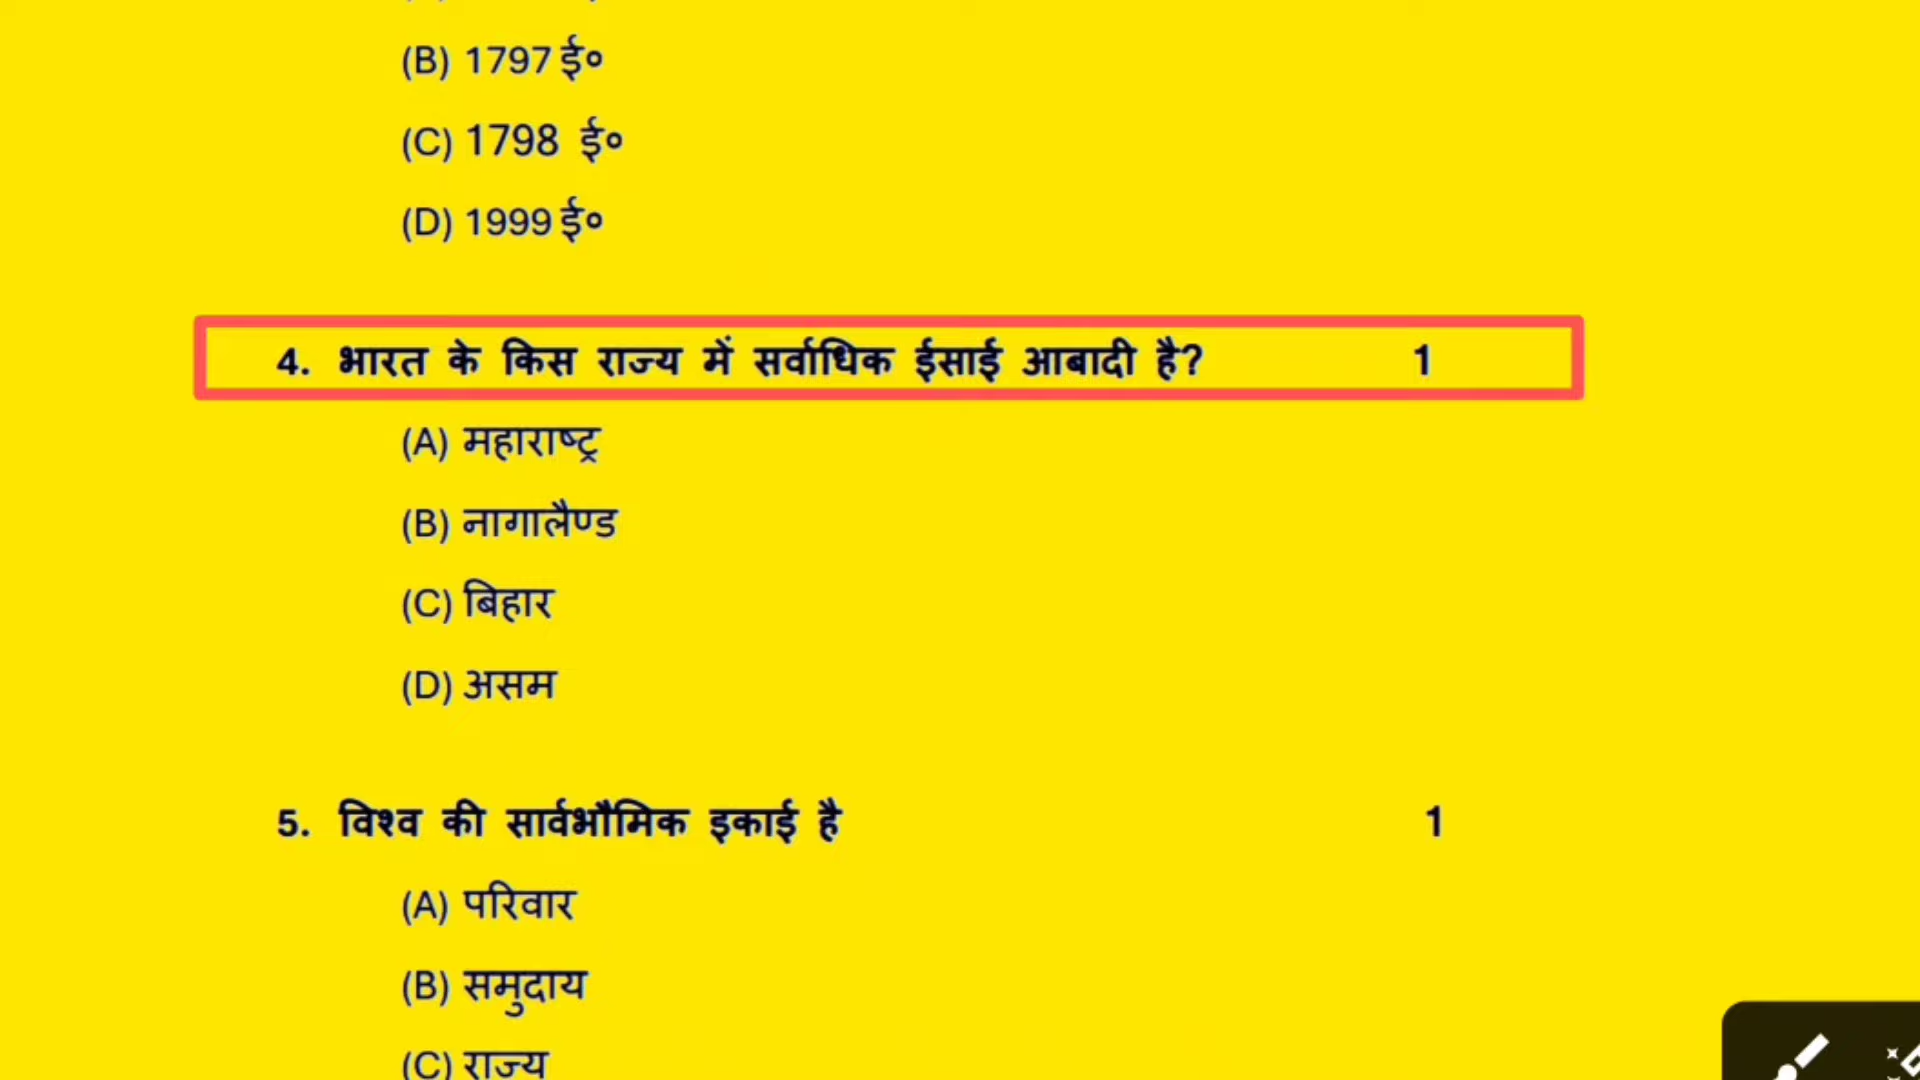 (B) 1797 ई०
(C) 1798 ई०
(D) 1999 ई०
4. भारत के किस राज्य में सर्वाधिक ईसाई आबादी है? 1
(A) महाराष्ट्र
(B) नागालैण्ड
(C) बिहार
(D) असम
5. विश्व की सार्वभौमिक इकाई है 1
(A) परिवार
(B) समुदाय
(C) राज्य